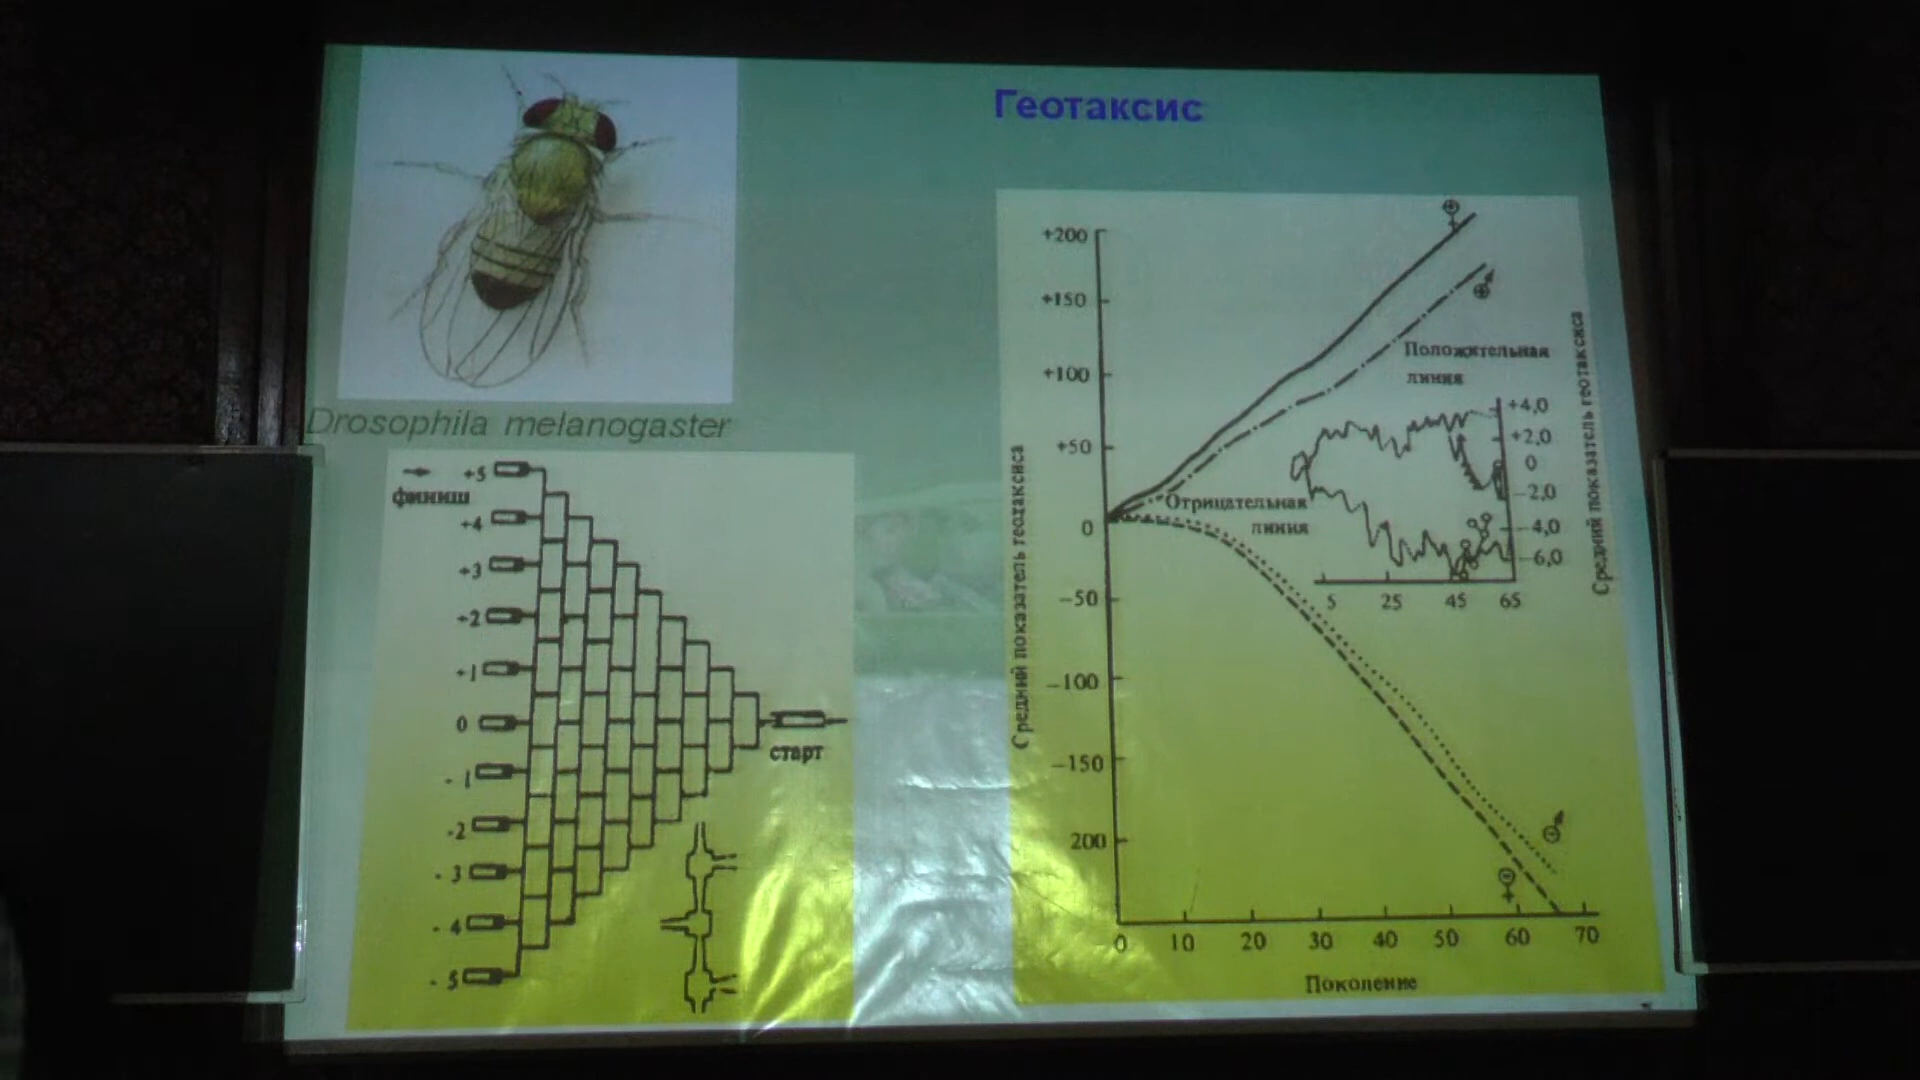 Геотаксис
Drosophila melanogaster
финиш
+5
+4
+3
+2
+1
0
- 1
-2
- 3
- 4
- 5
старт
Средний показатель геотаксиса
+200
+150
+100
+50
0
−50
−100
−150
200
0 10 20 30 40 50 60 70
Поколение
Положительная
линия
Отрицательная
линия
+4,0
+2,0
0
−2,0
−4,0
−6,0
5 25 45 65
Средний показатель геотаксиса